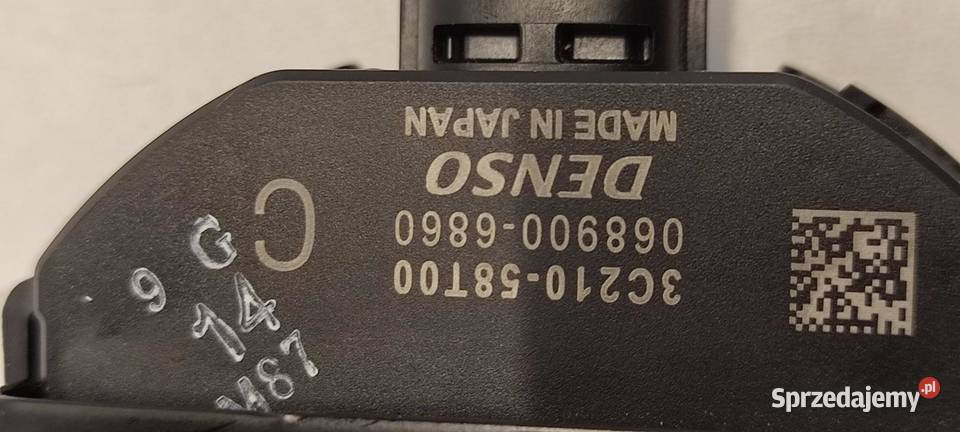 3C210-58T00
068900-6860
DENSO
MADE IN JAPAN
C
9 G
14
M87
Sprzedajemy.pl